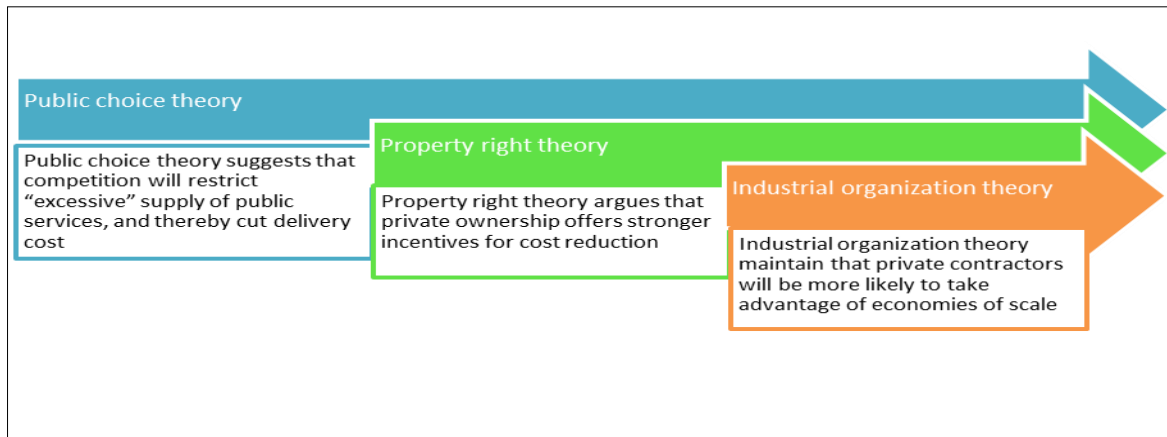 Public choice theory
Public choice theory suggests that
competition will restrict
“excessive” supply of public
services, and thereby cut delivery
cost
Property right theory
Property right theory argues that
private ownership offers stronger
incentives for cost reduction
Industrial organization theory
Industrial organization theory
maintain that private contractors
will be more likely to take
advantage of economies of scale